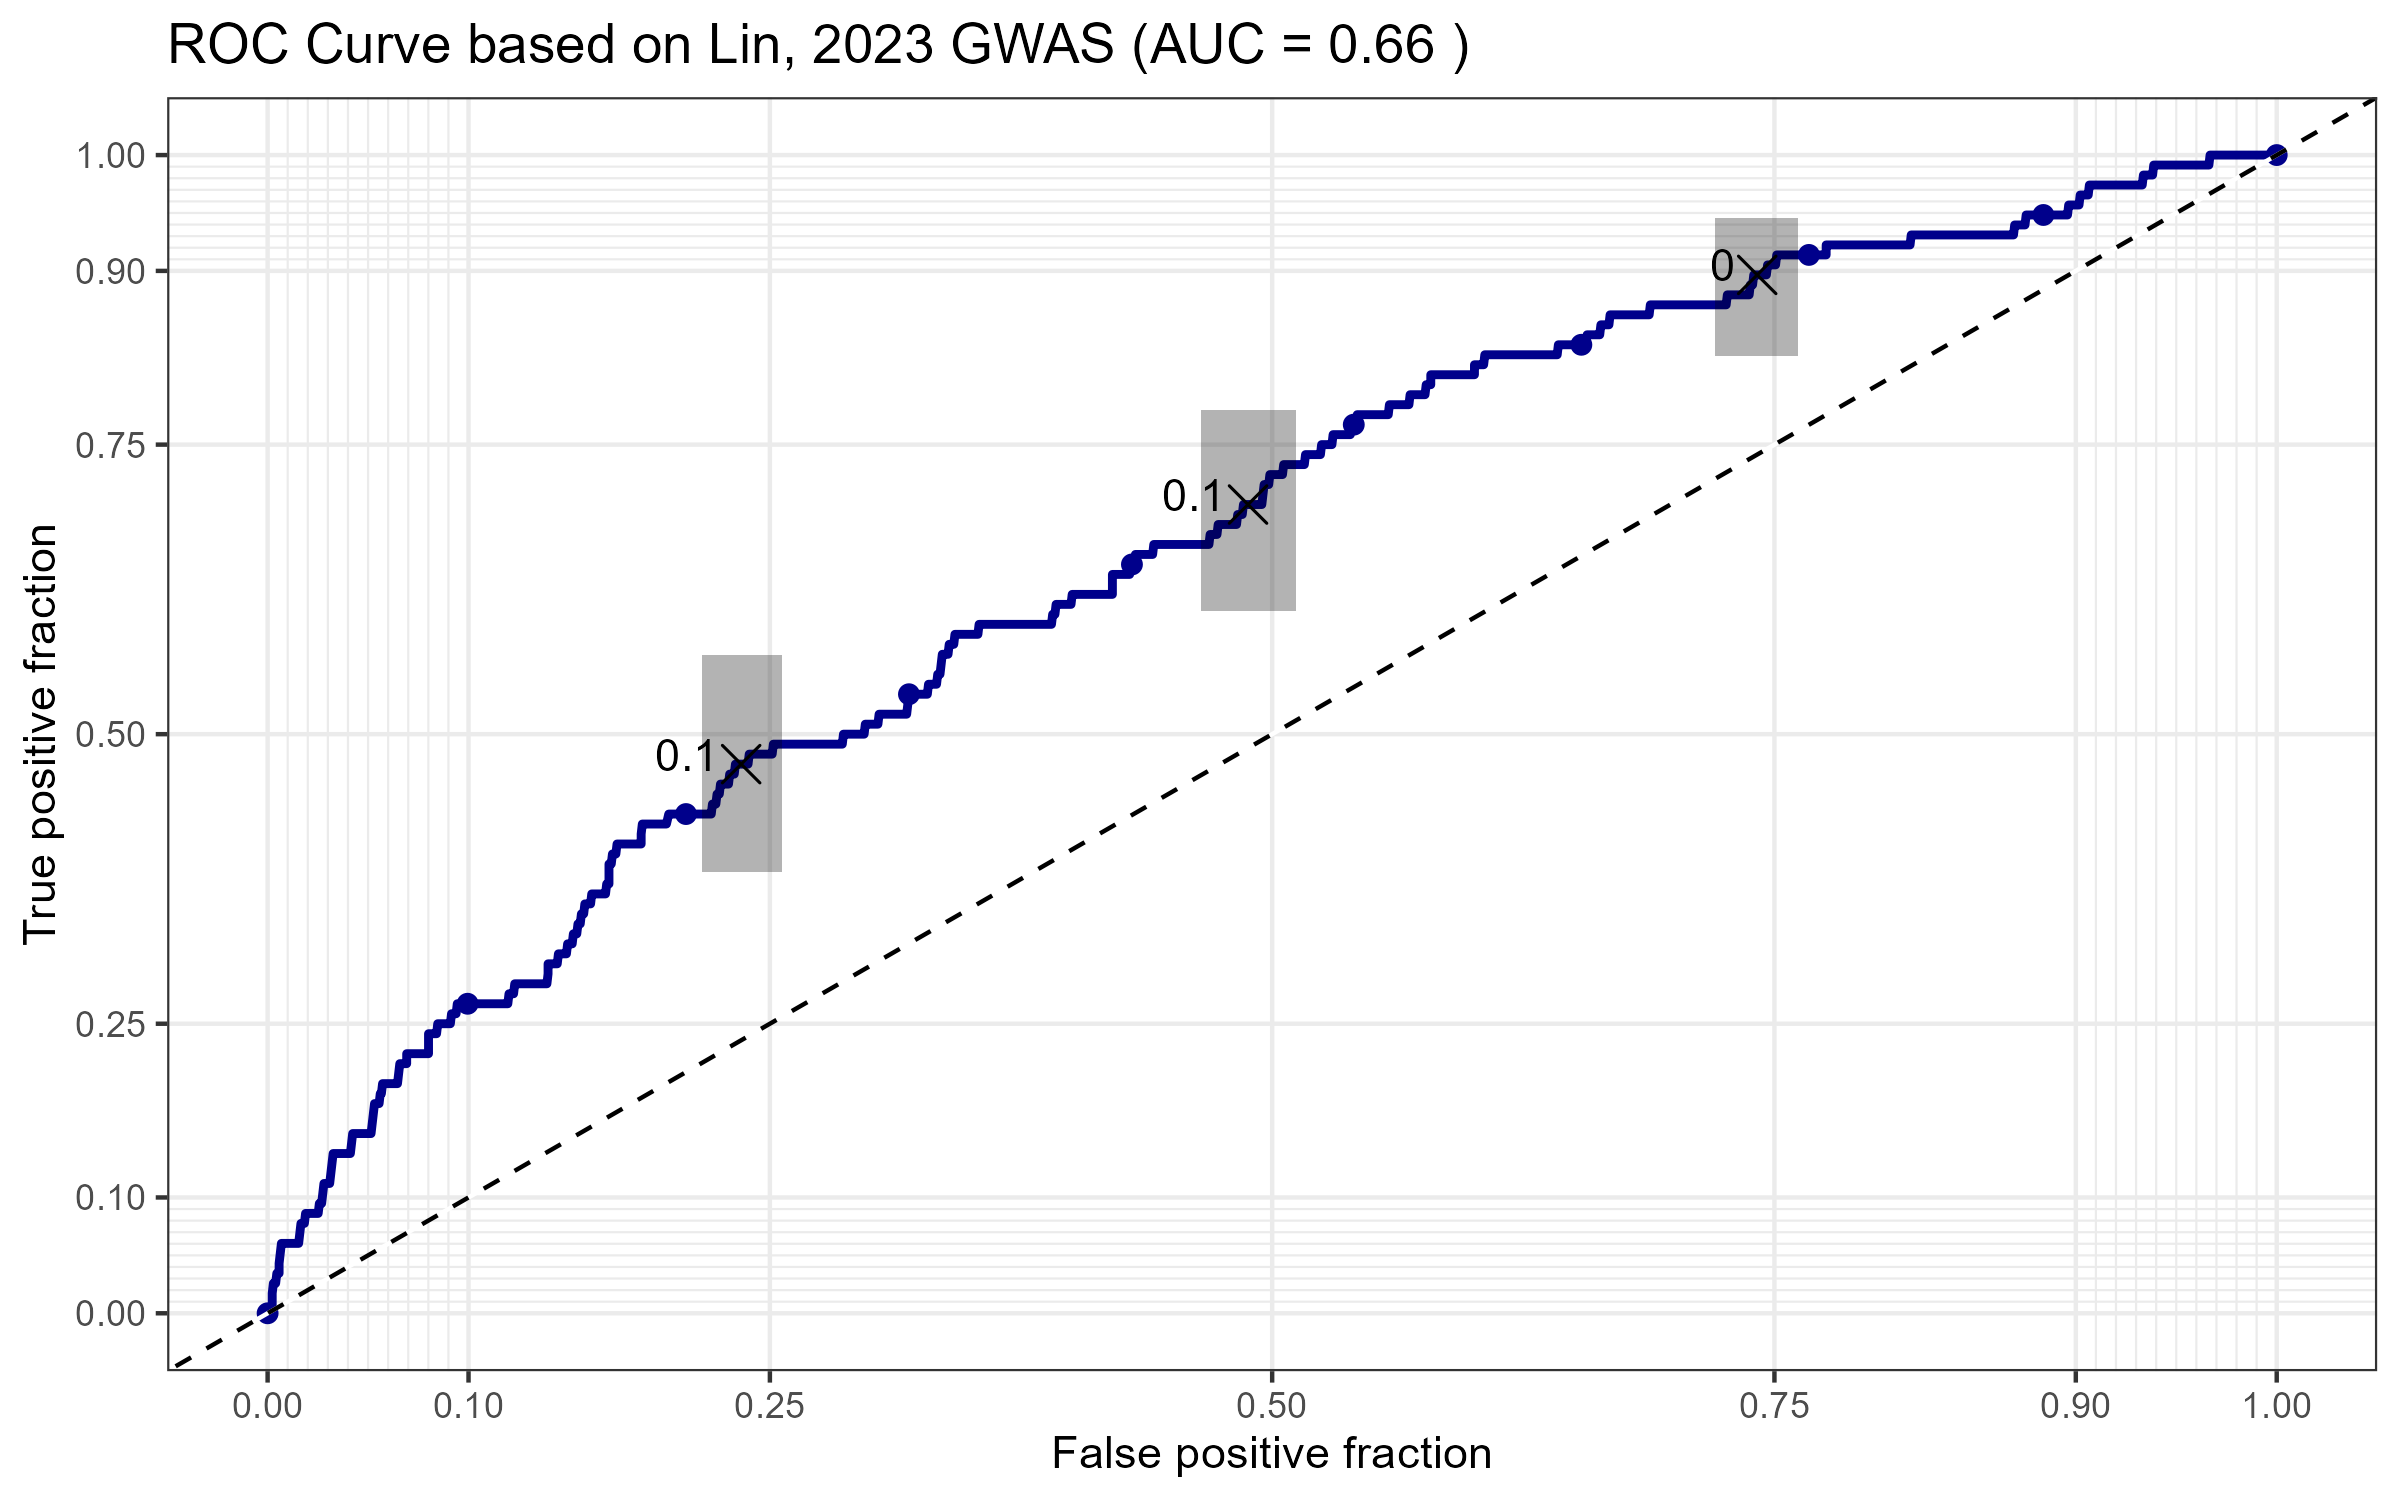 ROC Curve based on Lin, 2023 GWAS (AUC = 0.66 )
True positive fraction
1.00
0.90
0.75
0.50
0.25
0.10
0.00
0
0.1
0.1
0.00 0.10 0.25 0.50 0.75 0.90 1.00
False positive fraction